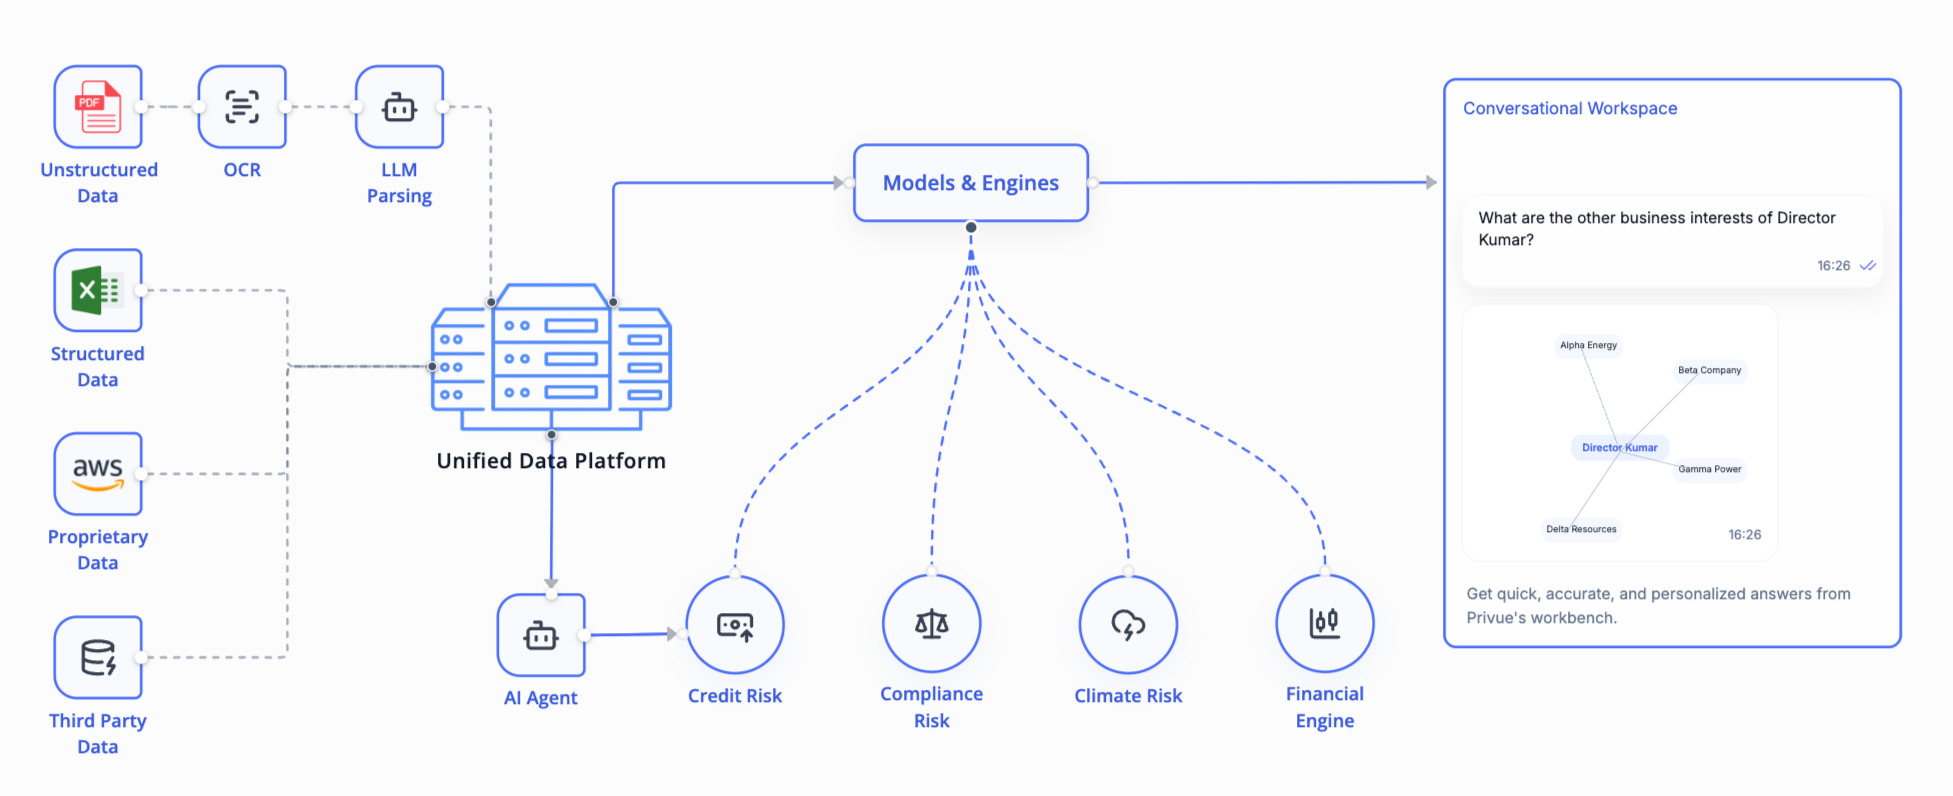 PDF
Unstructured
Data
OCR
LLM
Parsing
X
Structured
Data
aws
Proprietary
Data
Third Party
Data
Unified Data Platform
AI Agent
Models & Engines
Credit Risk
Compliance
Risk
Climate Risk
Financial
Engine
Conversational Workspace
What are the other business interests of Director
Kumar?
16:26
Alpha Energy
Beta Company
Director Kumar
Gamma Power
Delta Resources
16:26
Get quick, accurate, and personalized answers from
Privue's workbench.